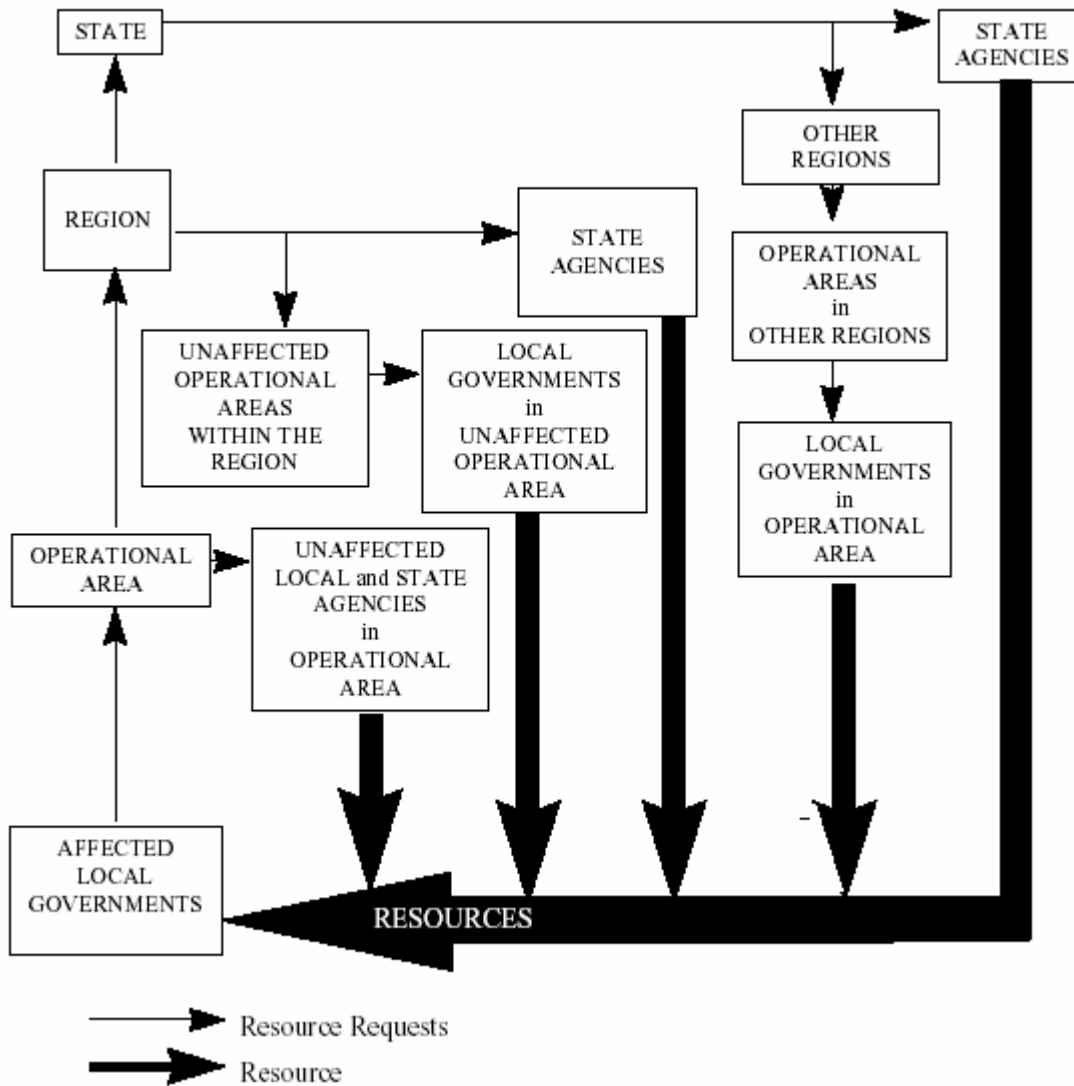 STATE
STATE
AGENCIES
OTHER
REGIONS
REGION
STATE
AGENCIES
OPERATIONAL
AREAS
in
OTHER REGIONS
UNAFFECTED
OPERATIONAL
AREAS
WITHIN THE
REGION
LOCAL
GOVERNMENTS
in
UNAFFECTED
OPERATIONAL
AREA
LOCAL
GOVERNMENTS
in
OPERATIONAL
AREA
OPERATIONAL
AREA
UNAFFECTED
LOCAL and STATE
AGENCIES
in
OPERATIONAL
AREA
AFFECTED
LOCAL
GOVERNMENTS
RESOURCES
Resource Requests
Resource